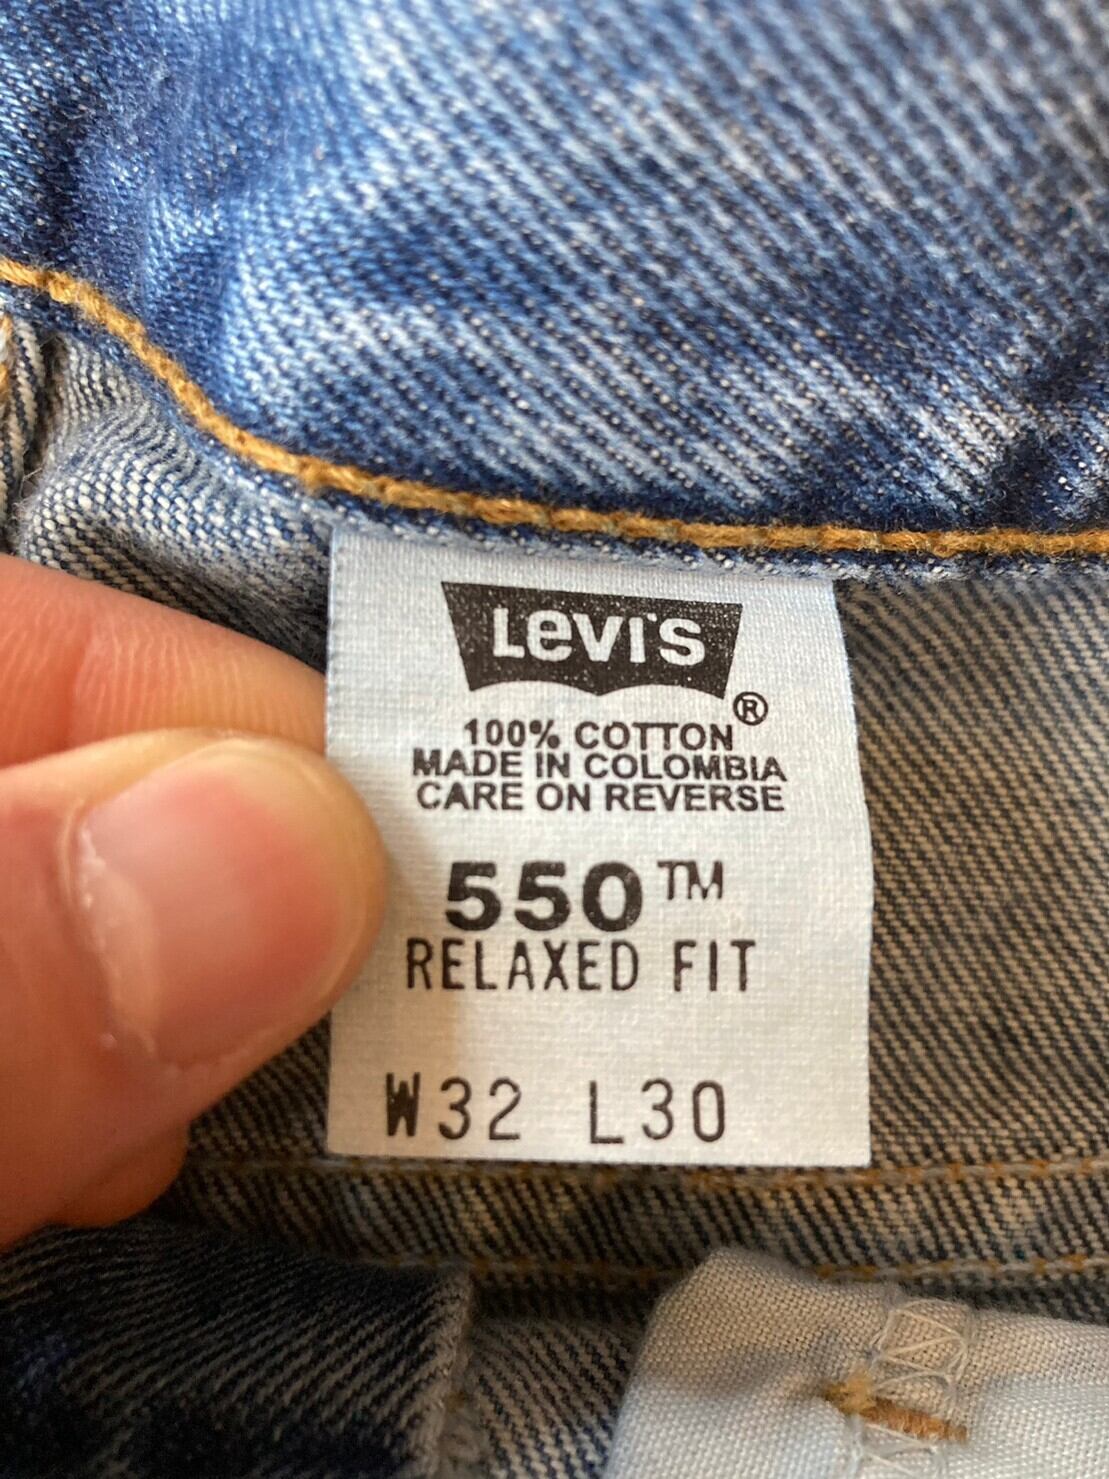 Levi's ®
100% COTTON
MADE IN COLOMBIA
CARE ON REVERSE
550™
RELAXED FIT
W32 L30